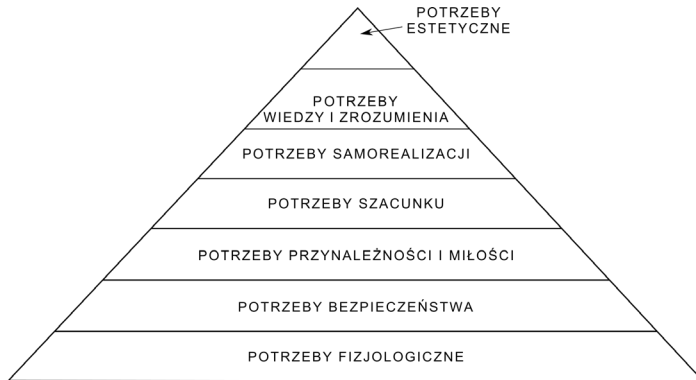 POTRZEBY
ESTETYCZNE
POTRZEBY
WIEDZY I ZROZUMIENIA
POTRZEBY SAMOREALIZACJI
POTRZEBY SZACUNKU
POTRZEBY PRZYNALEŻNOŚCI I MIŁOŚCI
POTRZEBY BEZPIECZEŃSTWA
POTRZEBY FIZJOLOGICZNE